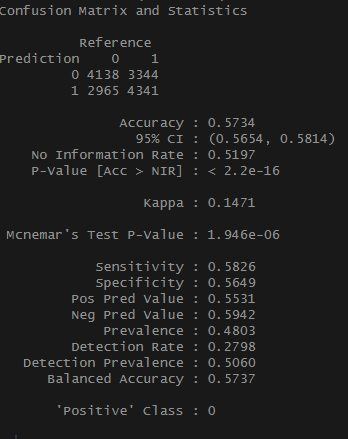 Confusion Matrix and Statistics
Reference
Prediction 0 1
0 4138 3344
1 2965 4341
Accuracy : 0.5734
95% CI : (0.5654, 0.5814)
No Information Rate : 0.5197
P-Value [Acc > NIR] : < 2.2e-16
Kappa : 0.1471
Mcnemar's Test P-Value : 1.946e-06
Sensitivity : 0.5826
Specificity : 0.5649
Pos Pred Value : 0.5531
Neg Pred Value : 0.5942
Prevalence : 0.4803
Detection Rate : 0.2798
Detection Prevalence : 0.5060
Balanced Accuracy : 0.5737
'Positive' Class : 0